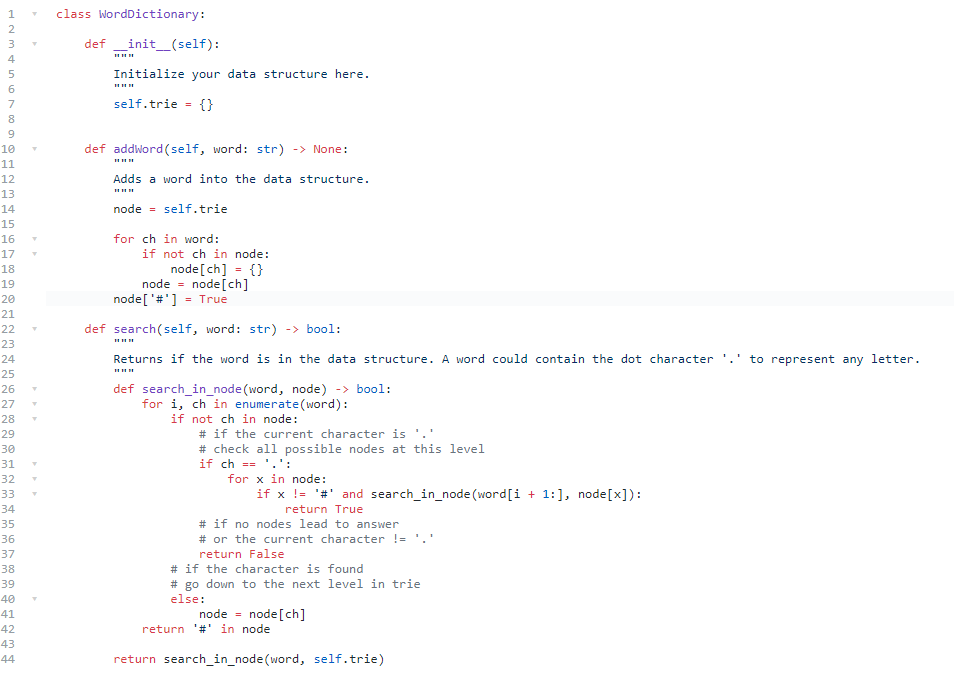 1 class WordDictionary:
2
3     def __init__(self):
4         """
5         Initialize your data structure here.
6         """
7         self.trie = {}
8
9
10     def addWord(self, word: str) -> None:
11         """
12         Adds a word into the data structure.
13         """
14         node = self.trie
15
16         for ch in word:
17             if not ch in node:
18                 node[ch] = {}
19             node = node[ch]
20         node['#'] = True
21
22     def search(self, word: str) -> bool:
23         """
24         Returns if the word is in the data structure. A word could contain the dot character '.' to represent any letter.
25         """
26         def search_in_node(word, node) -> bool:
27             for i, ch in enumerate(word):
28                 if not ch in node:
29                     # if the current character is '.'
30                     # check all possible nodes at this level
31                     if ch == '.':
32                         for x in node:
33                             if x != '#' and search_in_node(word[i + 1:], node[x]):
34                                 return True
35                     # if no nodes lead to answer
36                     # or the current character != '.'
37                     return False
38                 # if the character is found
39                 # go down to the next level in trie
40                 else:
41                     node = node[ch]
42             return '#' in node
43
44         return search_in_node(word, self.trie)